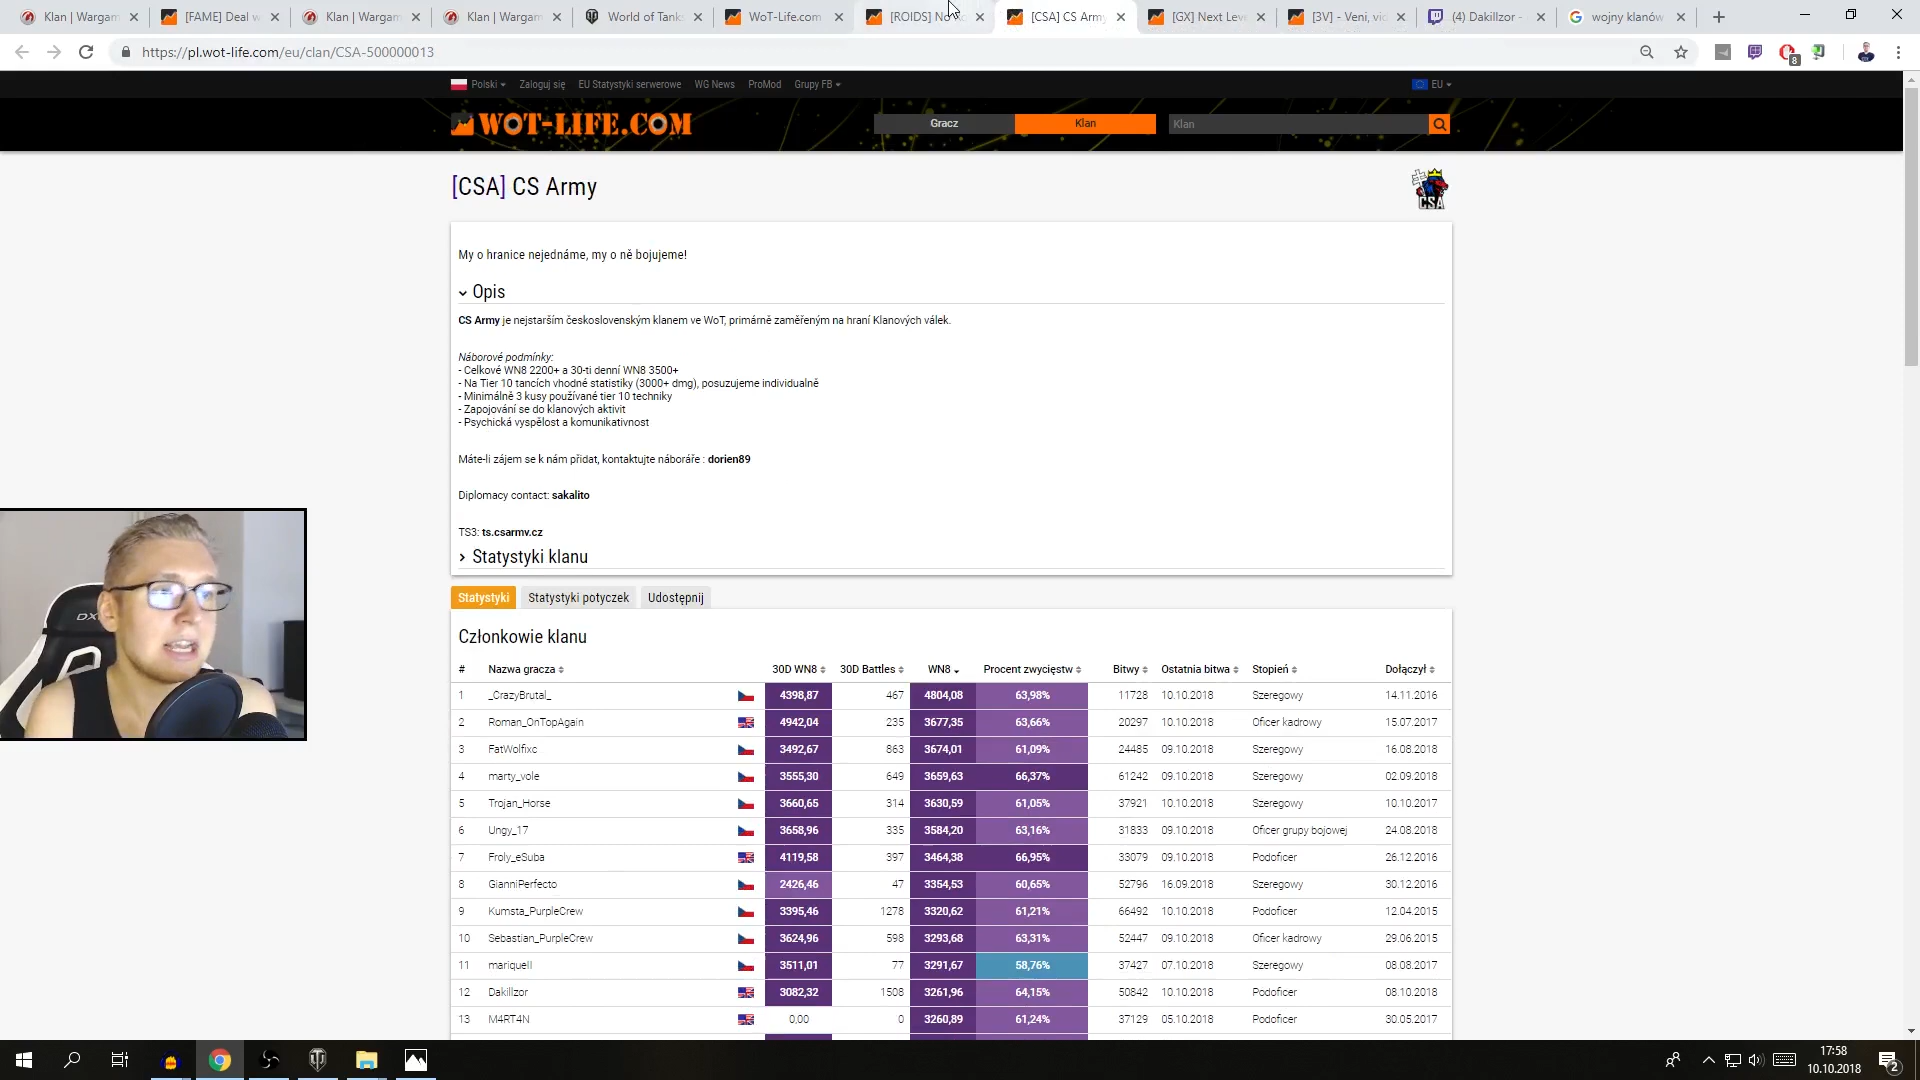 Klan | Wargam
[FAME] Deal w
Klan | Wargam
Klan | Wargam
World of Tank
WoT-Life.com
[ROIDS] No
[CSA] CS Army
[GX] Next Lev
[3V] - Veni, vi
(4) Dakillzor -
wojny klanów
https://pl.wot-life.com/eu/clan/CSA-500000013
8
Polski
Zaloguj się
EU Statystyki serwerowe
WG News
ProMod
Grupy FB
EU
WOT-LIFE.COM
Gracz
Klan
Klan
[CSA] CS Army
CSA
My o hranice nejednáme, my o ně bojujeme!
Opis
CS Army je nejstarším československým klanem ve WoT, primárně zaměřeným na hraní Klanových válek.
Náborové podmínky:
- Celkové WN8 2200+ a 30-ti denní WN8 3500+
- Na Tier 10 tancích vhodné statistiky (3000+ dmg), posuzujeme individualně
- Minimálně 3 kusy používané tier 10 techniky
- Zapojování se do klanových aktivit
- Psychická vyspělost a komunikativnost
Máte-li zájem se k nám přidat, kontaktujte náboráře : dorien89
Diplomacy contact: sakalito
TS3: ts.csarmy.cz
Statystyki klanu
Statystyki
Statystyki potyczek
Udostępnij
Członkowie klanu
# Nazwa gracza 30D WN8 30D Battles WN8 Procent zwycięstw Bitwy Ostatnia bitwa Stopień Dołączył
1 _CrazyBrutal_ 4398,87 467 4804,08 63,98% 11728 10.10.2018 Szeregowy 14.11.2016
2 Roman_OnTopAgain 4942,04 235 3677,35 63,66% 20297 10.10.2018 Oficer kadrowy 15.07.2017
3 FatWolfixc 3492,67 863 3674,01 61,09% 24485 09.10.2018 Szeregowy 16.08.2018
4 marty_vole 3555,30 649 3659,63 66,37% 61242 09.10.2018 Szeregowy 02.09.2018
5 Trojan_Horse 3660,65 314 3630,59 61,05% 37921 10.10.2018 Szeregowy 10.10.2017
6 Ungy_17 3658,96 335 3584,20 63,16% 31833 09.10.2018 Oficer grupy bojowej 24.08.2018
7 Froly_eSuba 4119,58 397 3464,38 66,95% 33079 09.10.2018 Podoficer 26.12.2016
8 GianniPerfecto 2426,46 47 3354,53 60,65% 52796 16.09.2018 Szeregowy 30.12.2016
9 Kumsta_PurpleCrew 3395,46 1278 3320,62 61,21% 66492 10.10.2018 Podoficer 12.04.2015
10 Sebastian_PurpleCrew 3624,96 598 3293,68 63,31% 52447 09.10.2018 Oficer kadrowy 29.06.2015
11 mariquell 3511,01 77 3291,67 58,76% 37427 07.10.2018 Szeregowy 08.08.2017
12 Dakillzor 3082,32 1508 3261,96 64,15% 50842 10.10.2018 Podoficer 08.10.2018
13 M4RT4N 0,00 0 3260,89 61,24% 37129 05.10.2018 Podoficer 30.05.2017
DX
17:58
10.10.2018
2